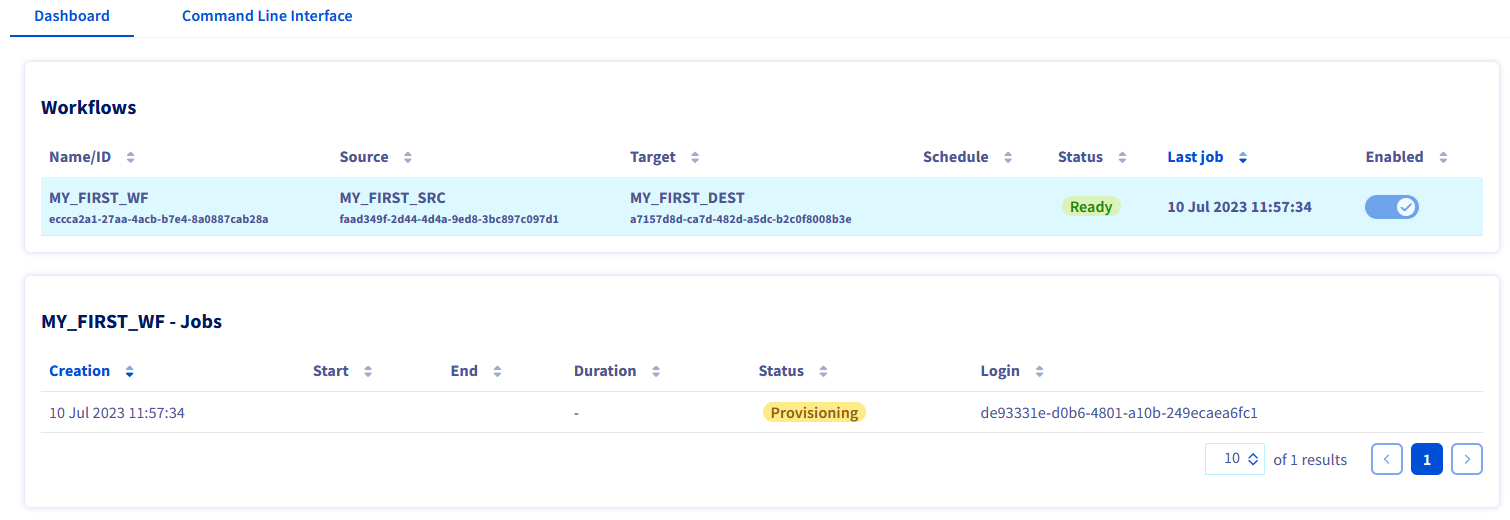 Dashboard Command Line Interface
Workflows
Name/ID Source Target Schedule Status Last job Enabled
MY_FIRST_WF MY_FIRST_SRC MY_FIRST_DEST Ready 10 Jul 2023 11:57:34
eccca2a1-27aa-4acb-b7e4-8a0887cab28a faad349f-2d44-4d4a-9ed8-3bc897c097d1 a7157d8d-ca7d-482d-a5dc-b2c0f8008b3e
MY_FIRST_WF - Jobs
Creation Start End Duration Status Login
10 Jul 2023 11:57:34 - Provisioning de93331e-d0b6-4801-a10b-249ecaea6fc1
10 of 1 results 1